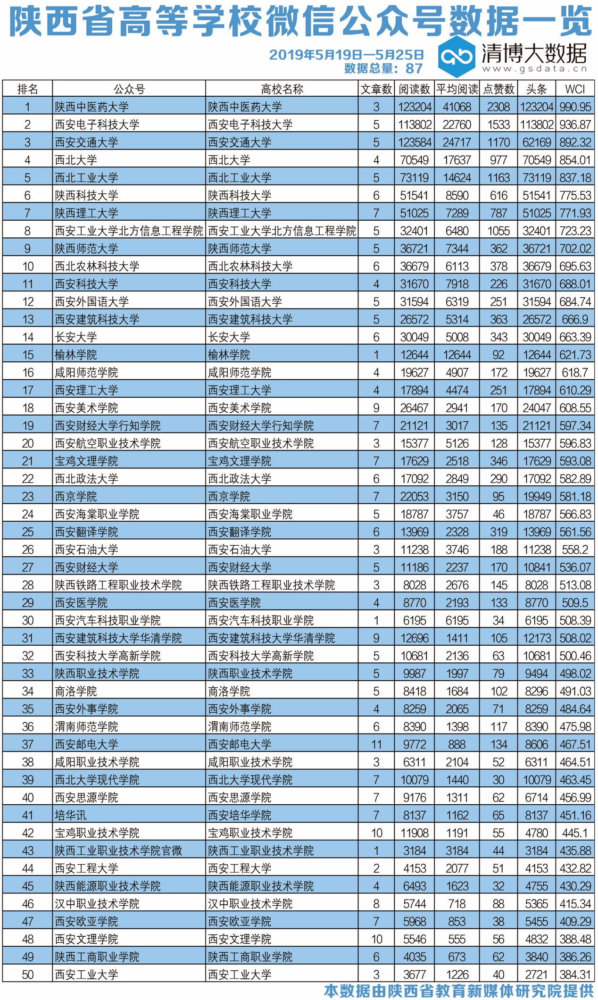 陕西省高等学校微信公众号数据一览
2019年5月19日—5月25日
数据总量：87
清博大数据
www.gsdata.cn
排名 公众号 高校名称 文章数 阅读数 平均阅读 点赞数 头条 WCI
1 陕西中医药大学 陕西中医药大学 3 123204 41068 2308 123204 990.95
2 西安电子科技大学 西安电子科技大学 5 113802 22760 1533 113802 936.87
3 西安交通大学 西安交通大学 5 123584 24717 1170 62169 892.32
4 西北大学 西北大学 4 70549 17637 977 70549 854.01
5 西北工业大学 西北工业大学 5 73119 14624 1163 73119 837.18
6 陕西科技大学 陕西科技大学 6 51541 8590 616 51541 775.53
7 陕西理工大学 陕西理工大学 7 51025 7289 787 51025 771.93
8 西安工业大学北方信息工程学院 西安工业大学北方信息工程学院 5 32401 6480 1055 32401 723.23
9 陕西师范大学 陕西师范大学 5 36721 7344 362 36721 702.02
10 西北农林科技大学 西北农林科技大学 6 36679 6113 378 36679 695.63
11 西安科技大学 西安科技大学 4 31670 7918 226 31670 688.01
12 西安外国语大学 西安外国语大学 5 31594 6319 251 31594 684.74
13 西安建筑科技大学 西安建筑科技大学 5 26572 5314 363 26572 666.9
14 长安大学 长安大学 6 30049 5008 343 30049 663.39
15 榆林学院 榆林学院 1 12644 12644 92 12644 621.73
16 咸阳师范学院 咸阳师范学院 4 19627 4907 172 19627 618.7
17 西安理工大学 西安理工大学 4 17894 4474 251 17894 610.29
18 西安美术学院 西安美术学院 9 26467 2941 170 24047 608.55
19 西安财经大学行知学院 西安财经大学行知学院 7 21121 3017 135 21121 597.34
20 西安航空职业技术学院 西安航空职业技术学院 3 15377 5126 128 15377 596.83
21 宝鸡文理学院 宝鸡文理学院 7 17629 2518 346 17629 593.08
22 西北政法大学 西北政法大学 6 17092 2849 290 17092 582.89
23 西京学院 西京学院 7 22053 3150 95 19949 581.18
24 西安海棠职业学院 西安海棠职业学院 5 18787 3757 46 18787 566.83
25 西安翻译学院 西安翻译学院 6 13969 2328 319 13969 561.56
26 西安石油大学 西安石油大学 3 11238 3746 188 11238 558.2
27 西安财经大学 西安财经大学 5 11186 2237 170 10841 536.07
28 陕西铁路工程职业技术学院 陕西铁路工程职业技术学院 3 8028 2676 145 8028 513.08
29 西安医学院 西安医学院 4 8770 2193 133 8770 509.5
30 西安汽车科技职业学院 西安汽车科技职业学院 1 6195 6195 34 6195 508.39
31 西安建筑科技大学华清学院 西安建筑科技大学华清学院 9 12696 1411 105 12173 508.02
32 西安科技大学高新学院 西安科技大学高新学院 5 10681 2136 63 10681 500.46
33 陕西职业技术学院 陕西职业技术学院 5 9987 1997 79 9494 498.02
34 商洛学院 商洛学院 5 8418 1684 102 8296 491.03
35 西安外事学院 西安外事学院 4 8259 2065 71 8259 484.64
36 渭南师范学院 渭南师范学院 6 8390 1398 117 8390 475.98
37 西安邮电大学 西安邮电大学 11 9772 888 134 8606 467.51
38 咸阳职业技术学院 咸阳职业技术学院 3 6311 2104 52 6311 464.51
39 西北大学现代学院 西北大学现代学院 7 10079 1440 30 10079 463.45
40 西安思源学院 西安思源学院 7 9176 1311 62 6714 456.99
41 培华讯 西安培华学院 7 8137 1162 65 8137 451.16
42 宝鸡职业技术学院 宝鸡职业技术学院 10 11908 1191 55 4780 445.1
43 陕西工业职业技术学院官微 陕西工业职业技术学院 1 3184 3184 44 3184 435.88
44 西安工程大学 西安工程大学 2 4153 2077 51 4153 432.82
45 陕西能源职业技术学院 陕西能源职业技术学院 4 6493 1623 32 4755 430.29
46 汉中职业技术学院 汉中职业技术学院 8 5744 718 88 5365 415.34
47 西安欧亚学院 西安欧亚学院 7 5968 853 38 5455 409.29
48 西安文理学院 西安文理学院 10 5546 555 56 4832 388.48
49 陕西工商职业学院 陕西工商职业学院 6 4035 673 62 3840 386.26
50 西安工业大学 西安工业大学 3 3677 1226 40 2721 384.31
本数据由陕西省教育新媒体研究院提供